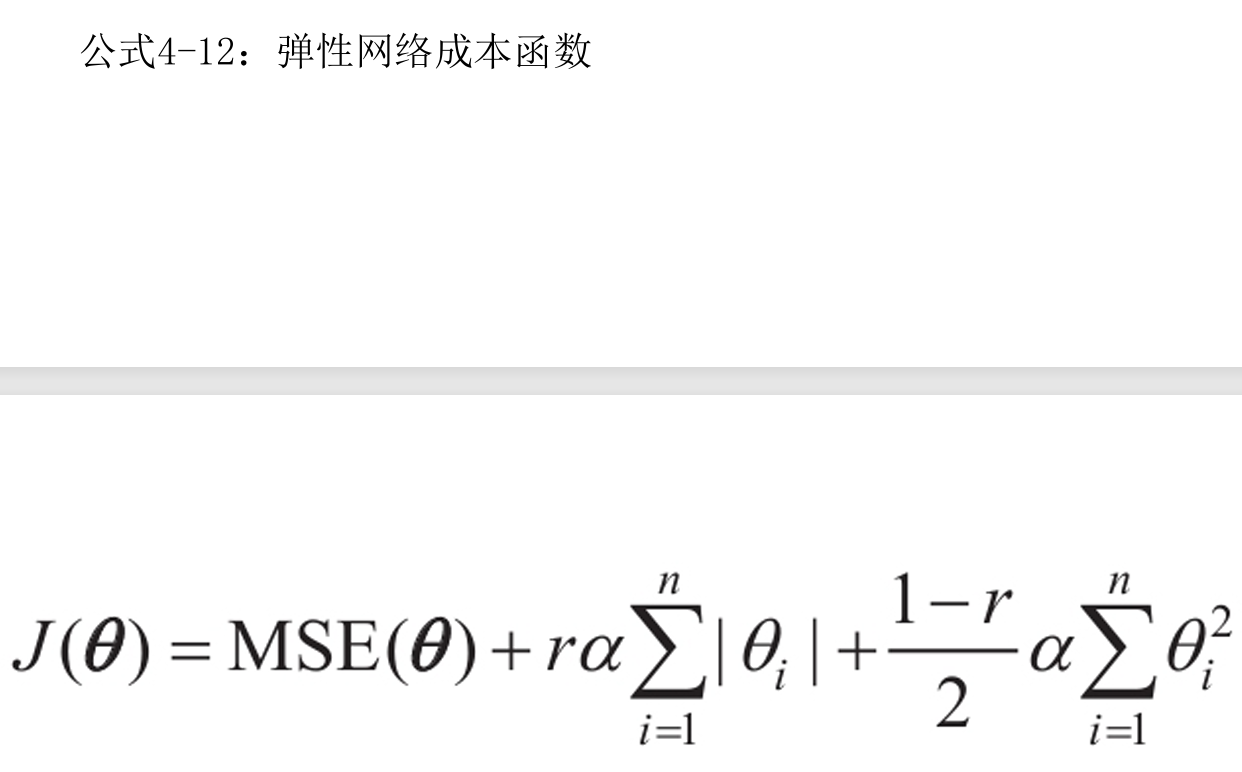 公式4-12：弹性网络成本函数
J(θ) = MSE(θ) + rα∑_{i=1}^{n}|θ_i| + \frac{1−r}{2}α∑_{i=1}^{n}θ_i^2